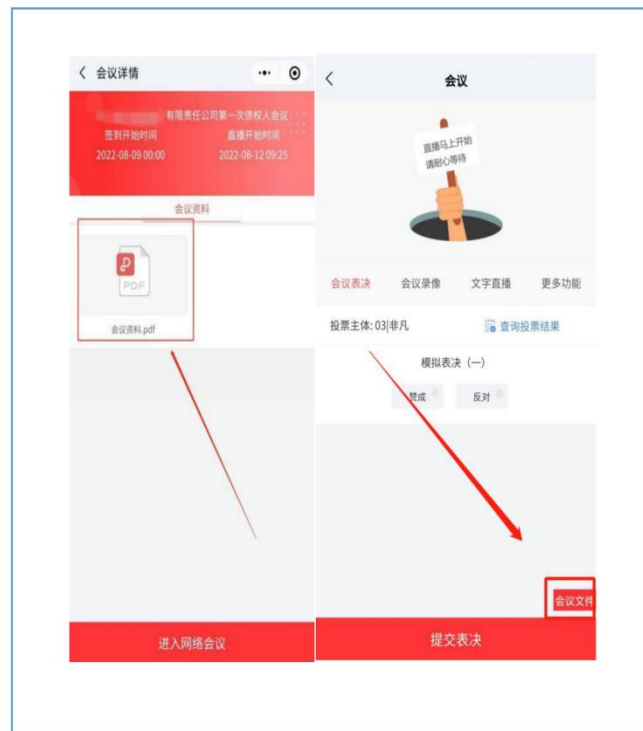 会议详情
有限责任公司第一次债权人会议
签到开始时间 直播开始时间
2022-08-09 00:00 2022-08-12 09:25
会议资料
PDF
会议资料.pdf
进入网络会议
会议
直播马上开始
请耐心等待
会议表决 会议录像 文字直播 更多功能
投票主体: 03|非凡 查询投票结果
模拟表决（一）
赞成 反对
会议文件
提交表决